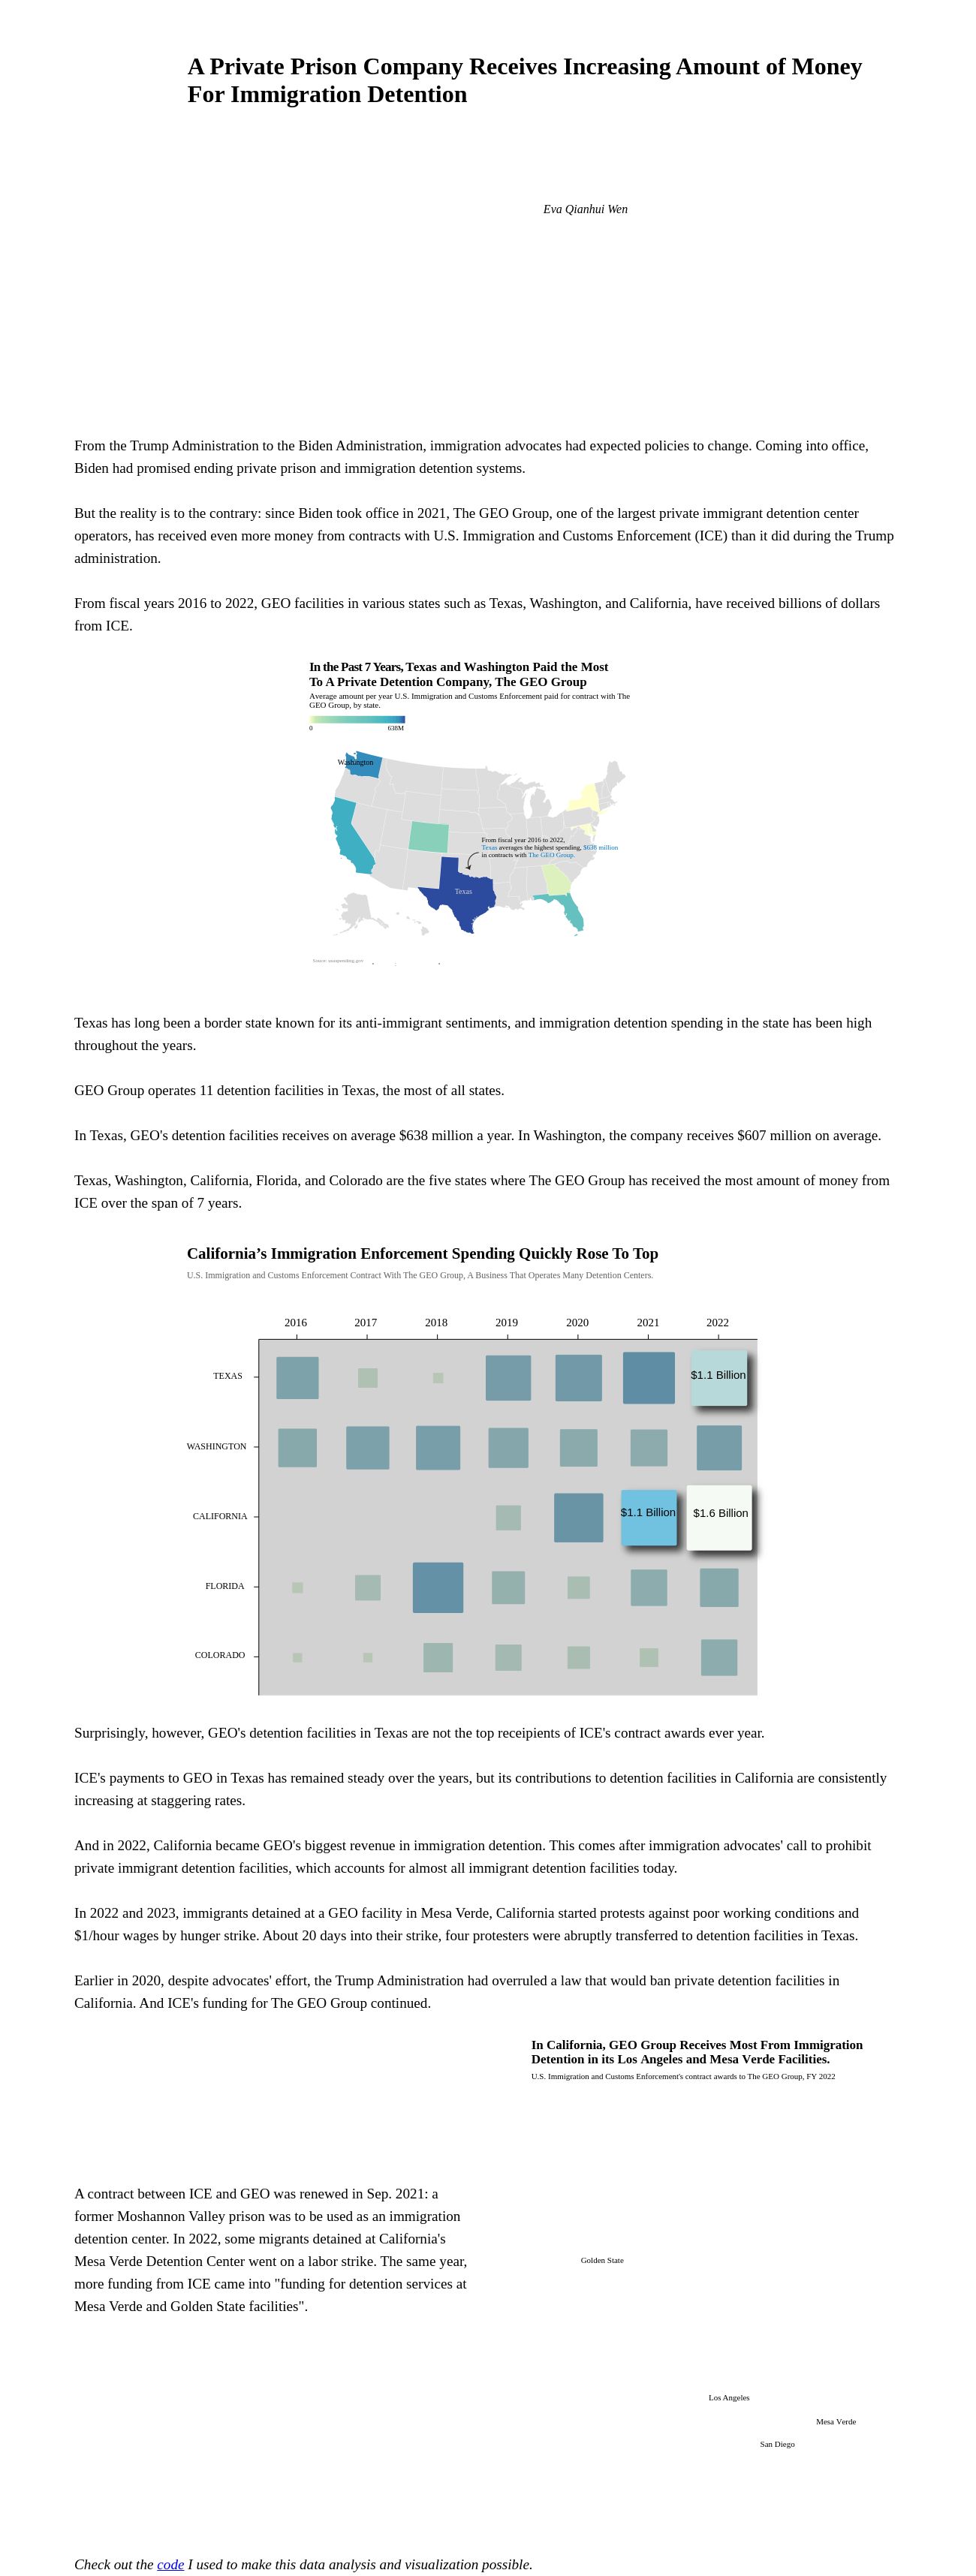 A Private Prison Company Receives Increasing Amount of Money
For Immigration Detention
Eva Qianhui Wen
From the Trump Administration to the Biden Administration, immigration advocates had expected policies to change. Coming into office,
Biden had promised ending private prison and immigration detention systems.
But the reality is to the contrary: since Biden took office in 2021, The GEO Group, one of the largest private immigrant detention center
operators, has received even more money from contracts with U.S. Immigration and Customs Enforcement (ICE) than it did during the Trump
administration.
From fiscal years 2016 to 2022, GEO facilities in various states such as Texas, Washington, and California, have received billions of dollars
from ICE.
In the Past 7 Years, Texas and Washington Paid the Most
To A Private Detention Company, The GEO Group
Average amount per year U.S. Immigration and Customs Enforcement paid for contract with The
GEO Group, by state.
0 638M
Washington
From fiscal year 2016 to 2022,
Texas averages the highest spending, $638 million
in contracts with The GEO Group.
Texas
Source: usaspending.gov
Texas has long been a border state known for its anti-immigrant sentiments, and immigration detention spending in the state has been high
throughout the years.
GEO Group operates 11 detention facilities in Texas, the most of all states.
In Texas, GEO's detention facilities receives on average $638 million a year. In Washington, the company receives $607 million on average.
Texas, Washington, California, Florida, and Colorado are the five states where The GEO Group has received the most amount of money from
ICE over the span of 7 years.
California’s Immigration Enforcement Spending Quickly Rose To Top
U.S. Immigration and Customs Enforcement Contract With The GEO Group, A Business That Operates Many Detention Centers.
2016 2017 2018 2019 2020 2021 2022
TEXAS $1.1 Billion
WASHINGTON
CALIFORNIA $1.1 Billion $1.6 Billion
FLORIDA
COLORADO
Surprisingly, however, GEO's detention facilities in Texas are not the top receipients of ICE's contract awards ever year.
ICE's payments to GEO in Texas has remained steady over the years, but its contributions to detention facilities in California are consistently
increasing at staggering rates.
And in 2022, California became GEO's biggest revenue in immigration detention. This comes after immigration advocates' call to prohibit
private immigrant detention facilities, which accounts for almost all immigrant detention facilities today.
In 2022 and 2023, immigrants detained at a GEO facility in Mesa Verde, California started protests against poor working conditions and
$1/hour wages by hunger strike. About 20 days into their strike, four protesters were abruptly transferred to detention facilities in Texas.
Earlier in 2020, despite advocates' effort, the Trump Administration had overruled a law that would ban private detention facilities in
California. And ICE's funding for The GEO Group continued.
In California, GEO Group Receives Most From Immigration
Detention in its Los Angeles and Mesa Verde Facilities.
U.S. Immigration and Customs Enforcement's contract awards to The GEO Group, FY 2022
A contract between ICE and GEO was renewed in Sep. 2021: a
former Moshannon Valley prison was to be used as an immigration
detention center. In 2022, some migrants detained at California's
Mesa Verde Detention Center went on a labor strike. The same year,
more funding from ICE came into "funding for detention services at
Mesa Verde and Golden State facilities".
Golden State
Los Angeles
Mesa Verde
San Diego
Check out the code I used to make this data analysis and visualization possible.